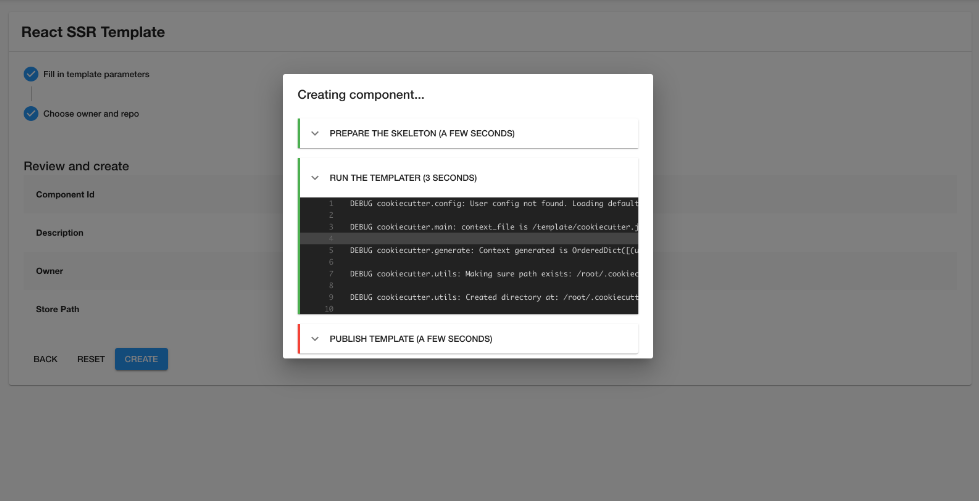 React SSR Template
Fill in template parameters
Choose owner and repo
Review and create
Component Id
Description
Owner
Store Path
BACK RESET CREATE
Creating component...
PREPARE THE SKELETON (A FEW SECONDS)
RUN THE TEMPLATER (3 SECONDS)
1 DEBUG cookiecutter.config: User config not found. Loading default
2
3 DEBUG cookiecutter.main: context_file is /template/cookiecutter.j
4
5 DEBUG cookiecutter.generate: Context generated is OrderedDict([(u
6
7 DEBUG cookiecutter.utils: Making sure path exists: /root/.cookiec
8
9 DEBUG cookiecutter.utils: Created directory at: /root/.cookiecutt
10
PUBLISH TEMPLATE (A FEW SECONDS)